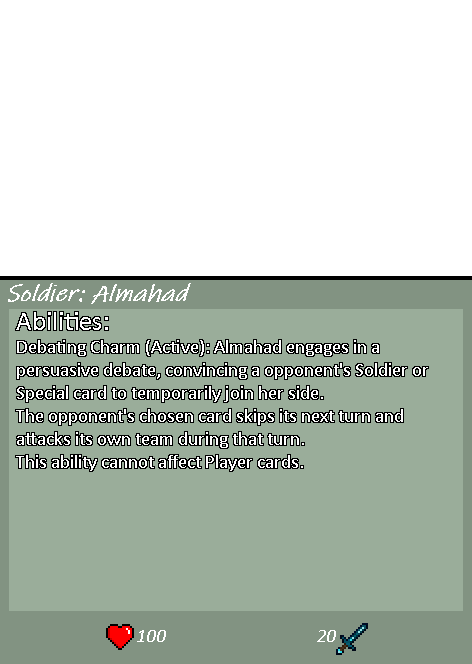 Soldier: Almahad
Abilities:
Debating Charm (Active): Almahad engages in a
persuasive debate, convincing a opponent's Soldier or
Special card to temporarily join her side.
The opponent's chosen card skips its next turn and
attacks its own team during that turn.
This ability cannot affect Player cards.
100 20